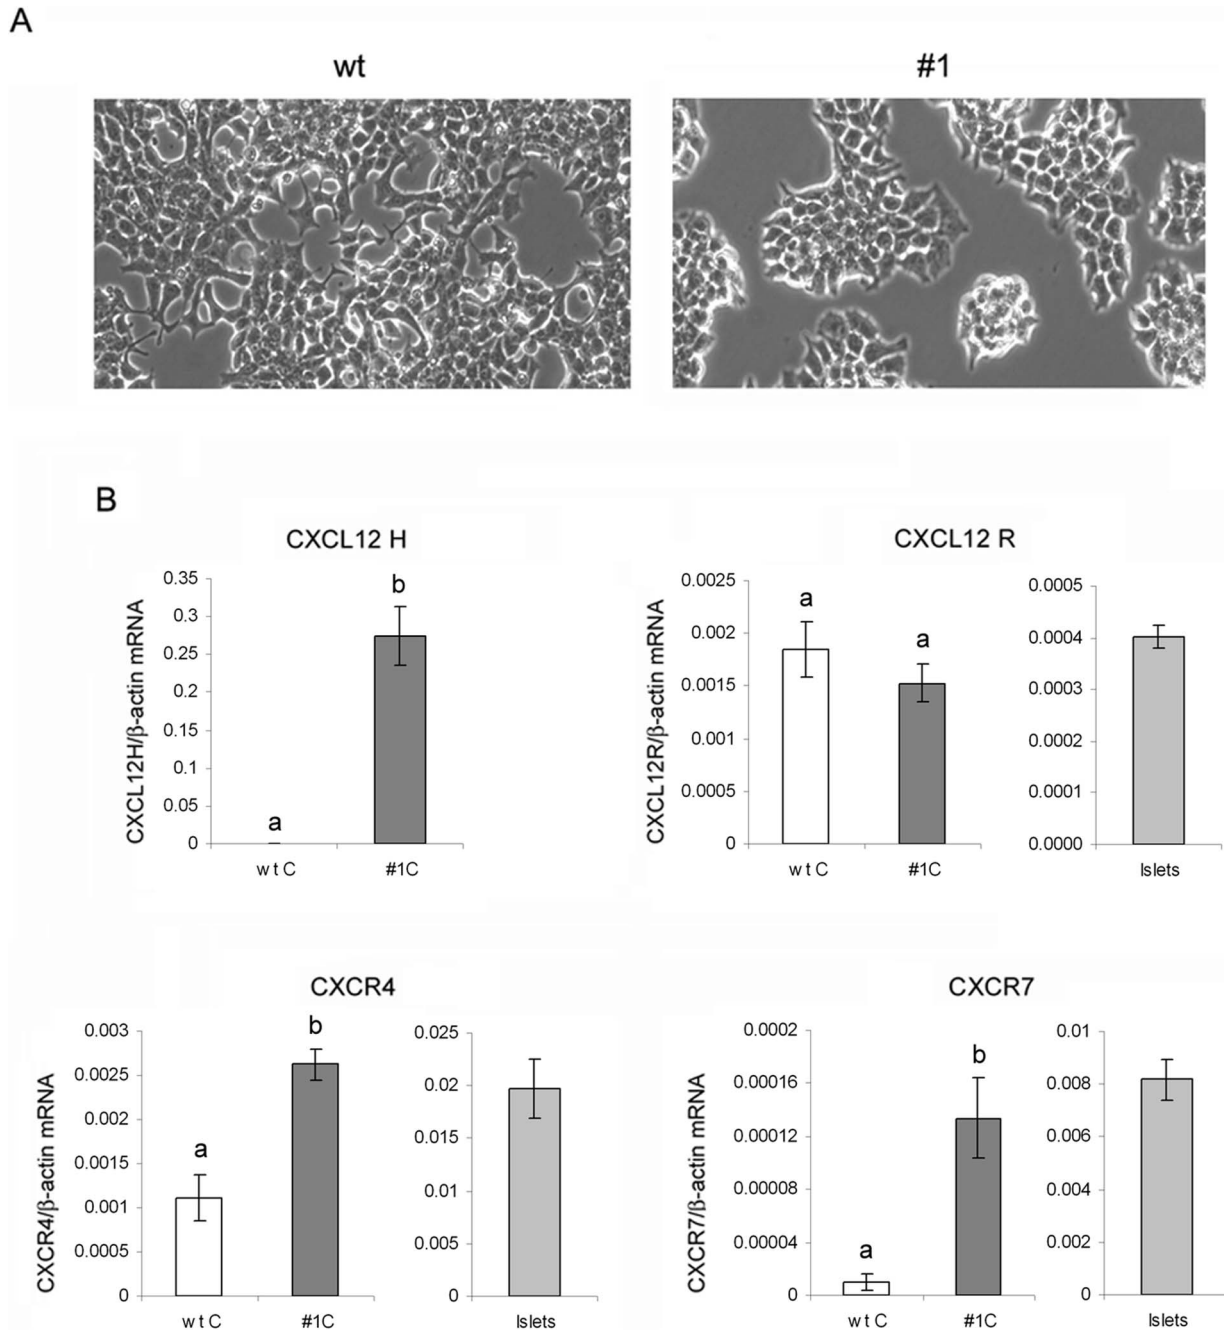 A
wt
#1
B
CXCL12 H
CXCL12H/β-actin mRNA
0.35
0.3
0.25
0.2
0.15
0.1
0.05
0
a
b
wt C
#1C
CXCL12 R
CXCL12R/β-actin mRNA
0.0025
0.002
0.0015
0.001
0.0005
0
a
a
wt C
#1C
0.0005
0.0004
0.0003
0.0002
0.0001
0.0000
Islets
CXCR4
CXCR4/β-actin mRNA
0.003
0.0025
0.002
0.0015
0.001
0.0005
0
a
b
wt C
#1C
0.025
0.02
0.015
0.01
0.005
0
Islets
CXCR7
CXCR7/β-actin mRNA
0.0002
0.00016
0.00012
0.00008
0.00004
0
a
b
wt C
#1C
0.01
0.008
0.006
0.004
0.002
0
Islets